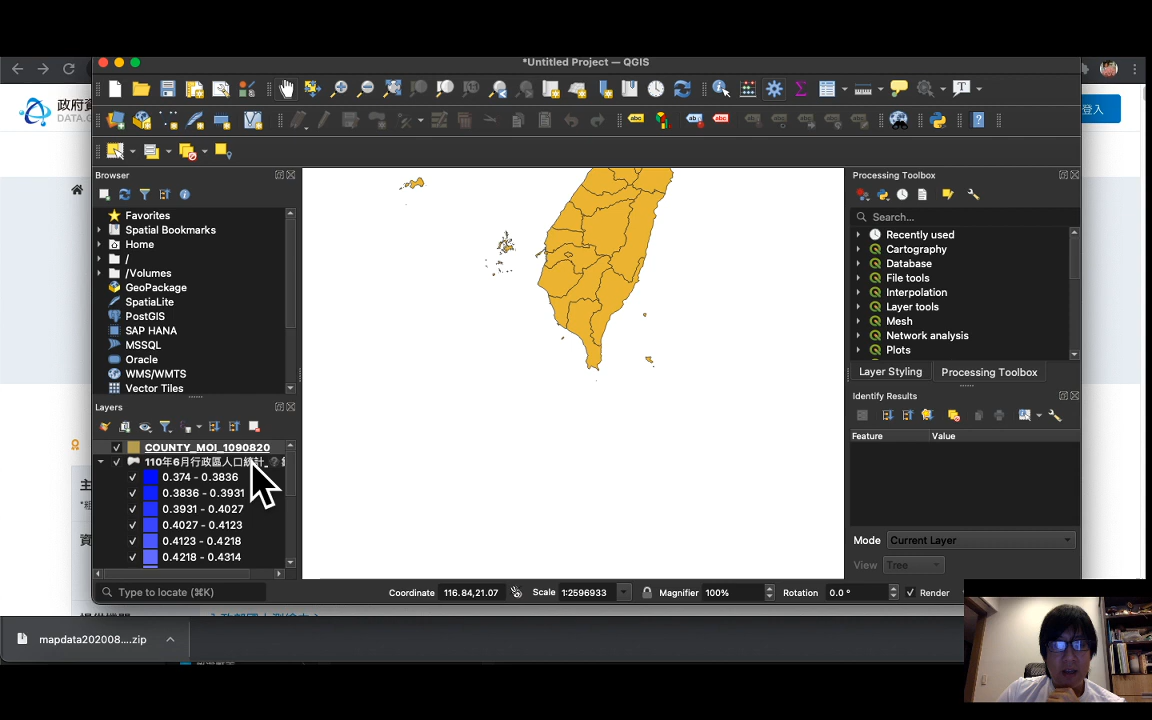 *Untitled Project — QGIS
政府資
DATA.G
登入
Browser
Favorites
Spatial Bookmarks
Home
/
/Volumes
GeoPackage
SpatiaLite
PostGIS
SAP HANA
MSSQL
Oracle
WMS/WMTS
Vector Tiles
Layers
COUNTY_MOI_1090820
110年6月行政區人口統計_
0.374 - 0.3836
0.3836 - 0.3931
0.3931 - 0.4027
0.4027 - 0.4123
0.4123 - 0.4218
0.4218 - 0.4314
Processing Toolbox
Search...
Recently used
Cartography
Database
File tools
Interpolation
Layer tools
Mesh
Network analysis
Plots
Layer Styling
Processing Toolbox
Identify Results
Feature Value
Mode Current Layer
View Tree
Type to locate (⌘K)
Coordinate 116.84,21.07 Scale 1:2596933 Magnifier 100% Rotation 0.0 ° Render
mapdata202008....zip